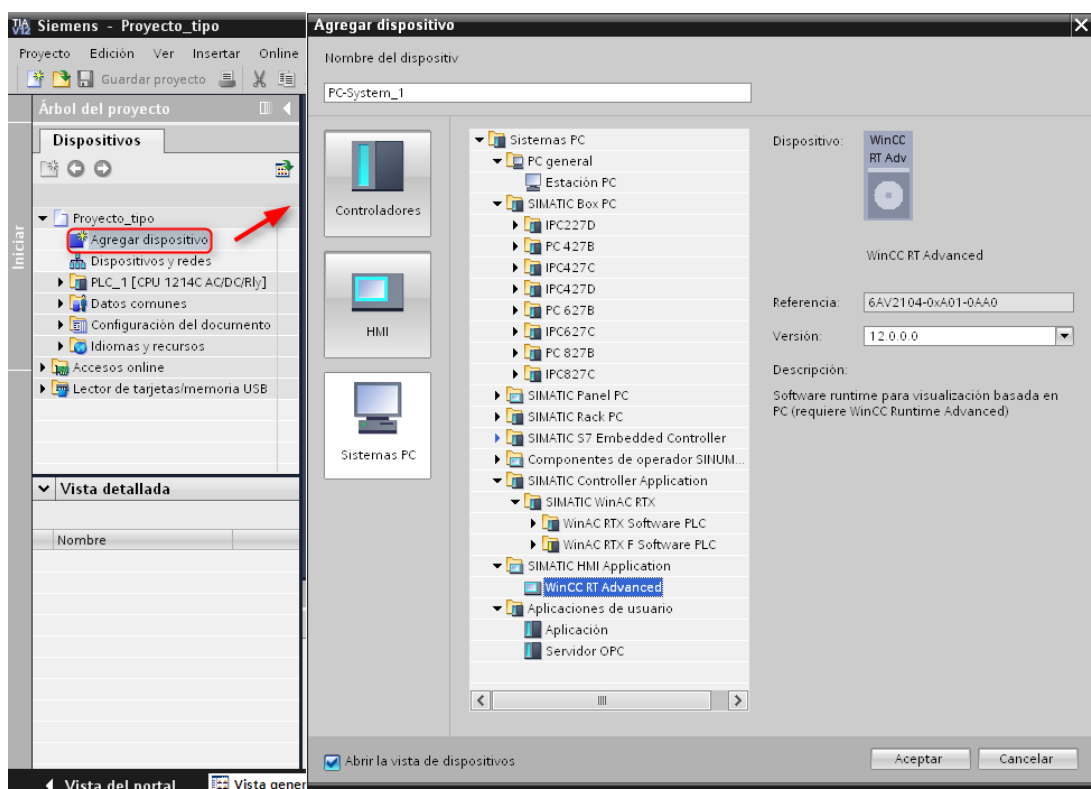 Siemens - Proyecto_tipo
Proyecto Edición Ver Insertar Online
Guardar proyecto
Árbol del proyecto
Dispositivos
Iniciar
Proyecto_tipo
Agregar dispositivo
Dispositivos y redes
PLC_1 [CPU 1214C AC/DC/Rly]
Datos comunes
Configuración del documento
Idiomas y recursos
Accesos online
Lector de tarjetas/memoria USB
Vista detallada
Nombre
Vista del portal
Vista gener
Agregar dispositivo
Nombre del dispositiv
PC-System_1
Controladores
HMI
Sistemas PC
Sistemas PC
PC general
Estación PC
SIMATIC Box PC
IPC227D
PC 427B
IPC427C
IPC427D
PC 627B
IPC627C
PC 827B
IPC827C
SIMATIC Panel PC
SIMATIC Rack PC
SIMATIC S7 Embedded Controller
Componentes de operador SINUM...
SIMATIC Controller Application
SIMATIC WinAC RTX
WinAC RTX Software PLC
WinAC RTX F Software PLC
SIMATIC HMI Application
WinCC RT Advanced
Aplicaciones de usuario
Aplicación
Servidor OPC
Dispositivo:
WinCC
RT Adv
WinCC RT Advanced
Referencia: 6AV2104-0xA01-0AA0
Versión: 12.0.0.0
Descripción:
Software runtime para visualización basada en
PC (requiere WinCC Runtime Advanced)
Abrir la vista de dispositivos
Aceptar Cancelar